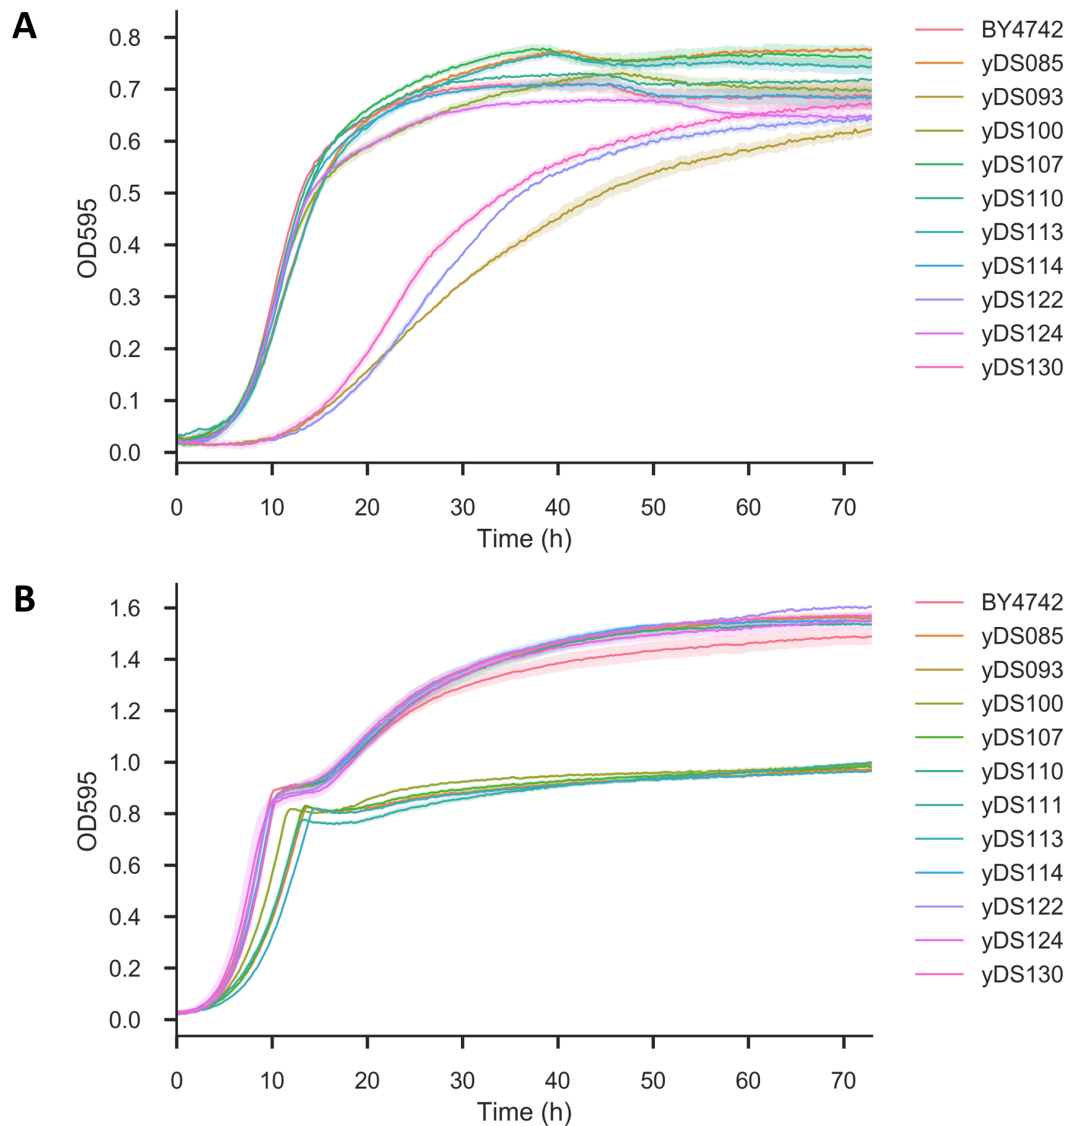 A
OD595
0.8
0.7
0.6
0.5
0.4
0.3
0.2
0.1
0.0
0 10 20 30 40 50 60 70
Time (h)
BY4742
yDS085
yDS093
yDS100
yDS107
yDS110
yDS113
yDS114
yDS122
yDS124
yDS130
B
OD595
1.6
1.4
1.2
1.0
0.8
0.6
0.4
0.2
0.0
0 10 20 30 40 50 60 70
Time (h)
BY4742
yDS085
yDS093
yDS100
yDS107
yDS110
yDS111
yDS113
yDS114
yDS122
yDS124
yDS130